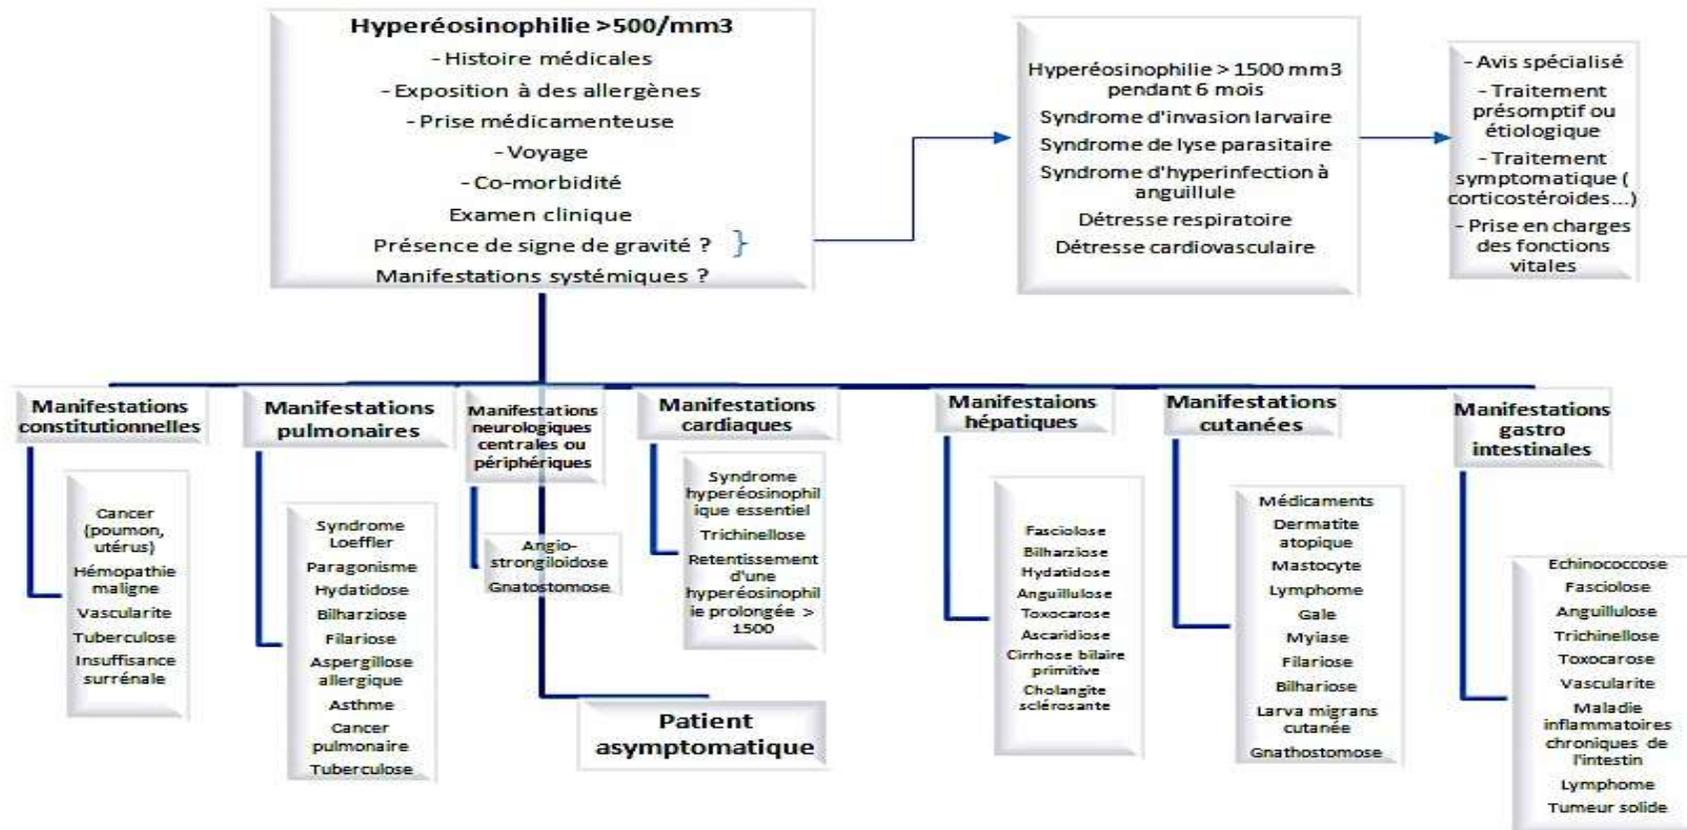 Hyperéosinophilie >500/mm3
- Histoire médicales
- Exposition à des allergènes
- Prise médicamenteuse
- Voyage
- Co-morbidité
Examen clinique
Présence de signe de gravité ? }
Manifestations systémiques ?
Hyperéosinophilie > 1500 mm3
pendant 6 mois
Syndrome d'invasion larvaire
Syndrome de lyse parasitaire
Syndrome d'hyperinfection à
anguillule
Détresse respiratoire
Détresse cardiovasculaire
- Avis spécialisé
- Traitement
présomptif ou
étiologique
- Traitement
symptomatique (
corticostéroides...)
- Prise en charges
des fonctions
vitales
Manifestations
constitutionnelles
Cancer
(poumon,
utérus)
Hémopathie
maligne
Vascularite
Tuberculose
Insuffisance
surrénale
Manifestations
pulmonaires
Syndrome
Loeffler
Paragonisme
Hydatidose
Bilharziose
Filariose
Aspergillose
allergique
Asthme
Cancer
pulmonaire
Tuberculose
Manifestations
neurologiques
centrales ou
périphériques
Angio-
strongiloidose
Gnatostomose
Manifestations
cardiaques
Syndrome
hyperéosinophil
ique essentiel
Trichinellose
Retentissement
d'une
hyperéosinophil
ie prolongée >
1500
Manifestaions
hépatiques
Fasciolose
Bilharziose
Hydatidose
Anguillulose
Toxocarose
Ascaridiose
Cirrhose bilaire
primitive
Cholangite
sclérosante
Manifestations
cutanées
Médicaments
Dermatite
atopique
Mastocyte
Lymphome
Gale
Myiase
Filariose
Bilhariose
Larva migrans
cutanée
Gnathostomose
Manifestations
gastro
intestinales
Echinococcose
Fasciolose
Anguillulose
Trichinellose
Toxocarose
Vascularite
Maladie
inflammatoires
chroniques de
l'intestin
Lymphome
Tumeur solide
Patient
asymptomatique